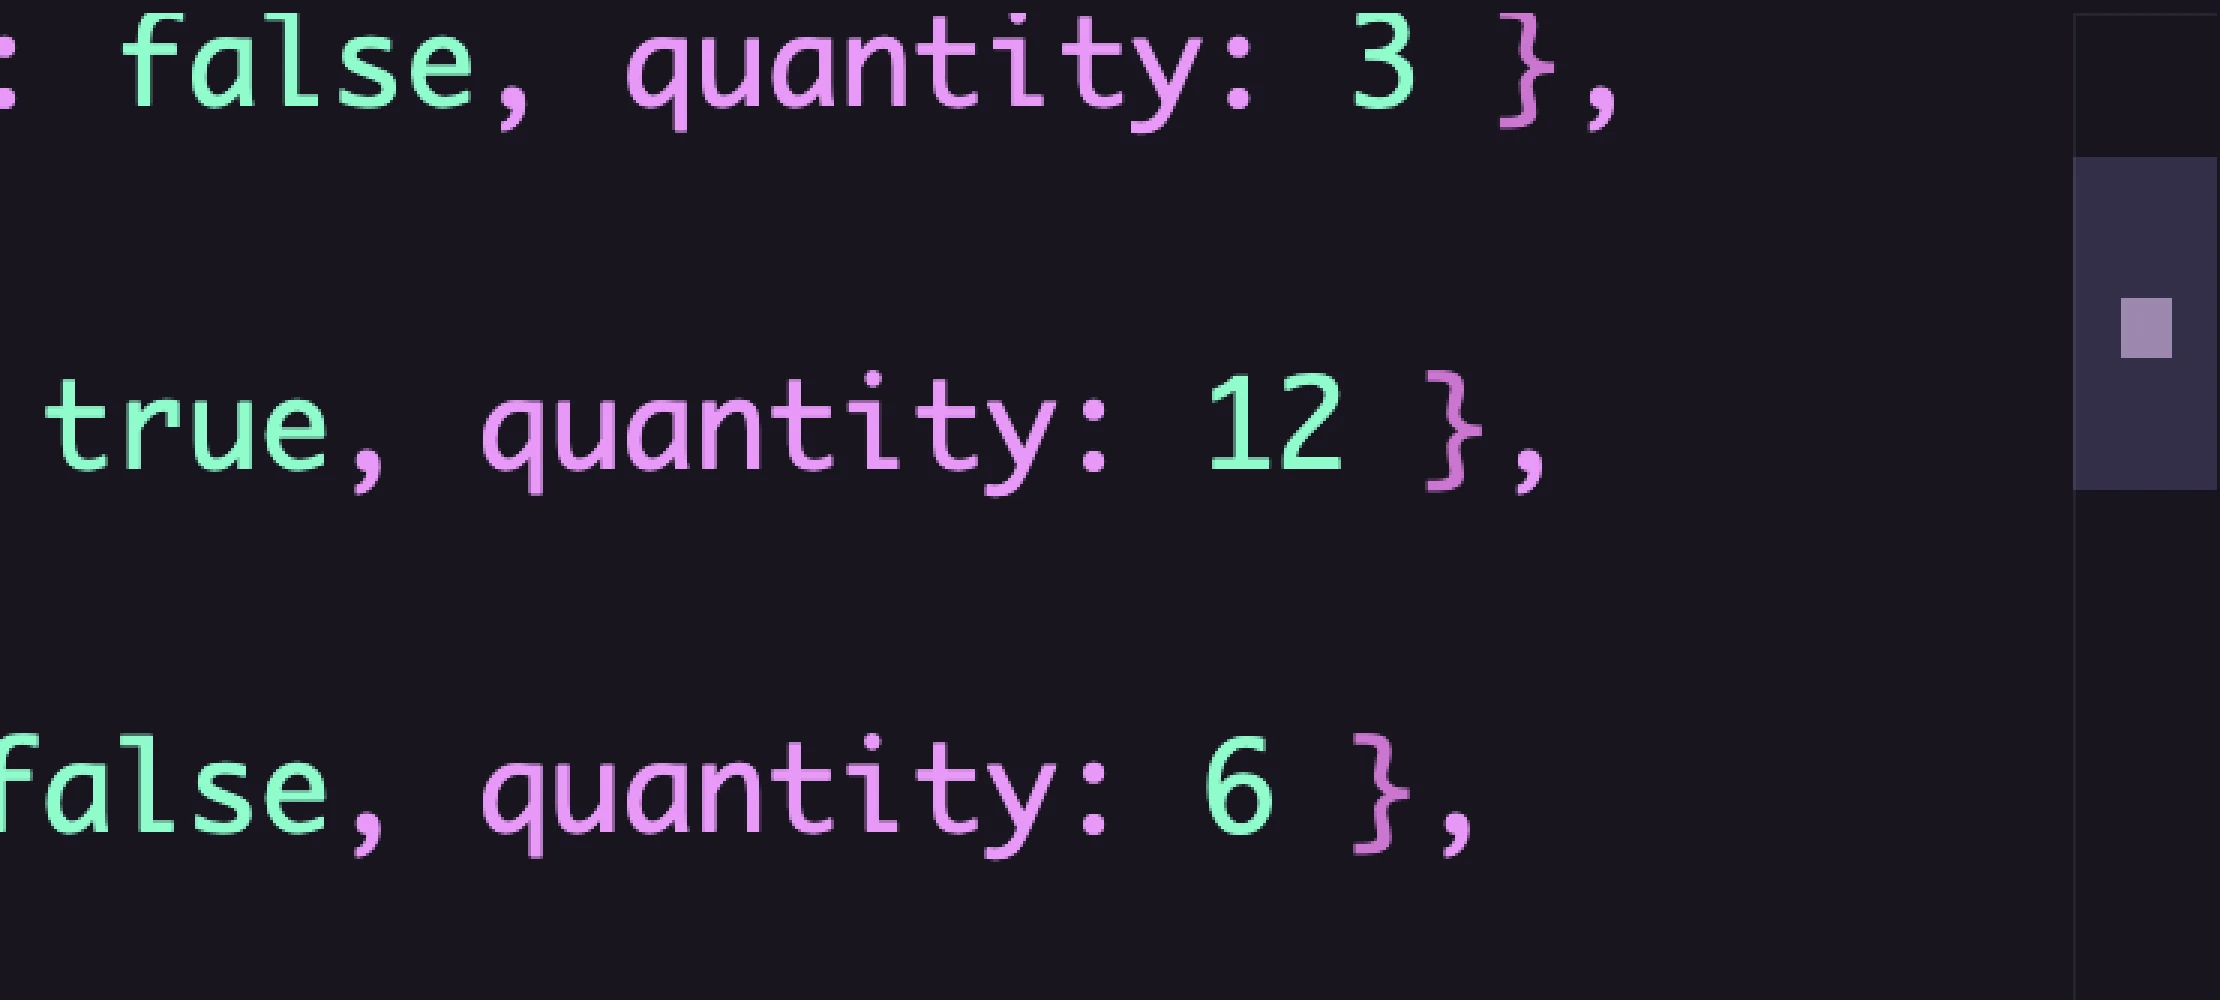 : false, quantity: 3 },
true, quantity: 12 },
false, quantity: 6 },